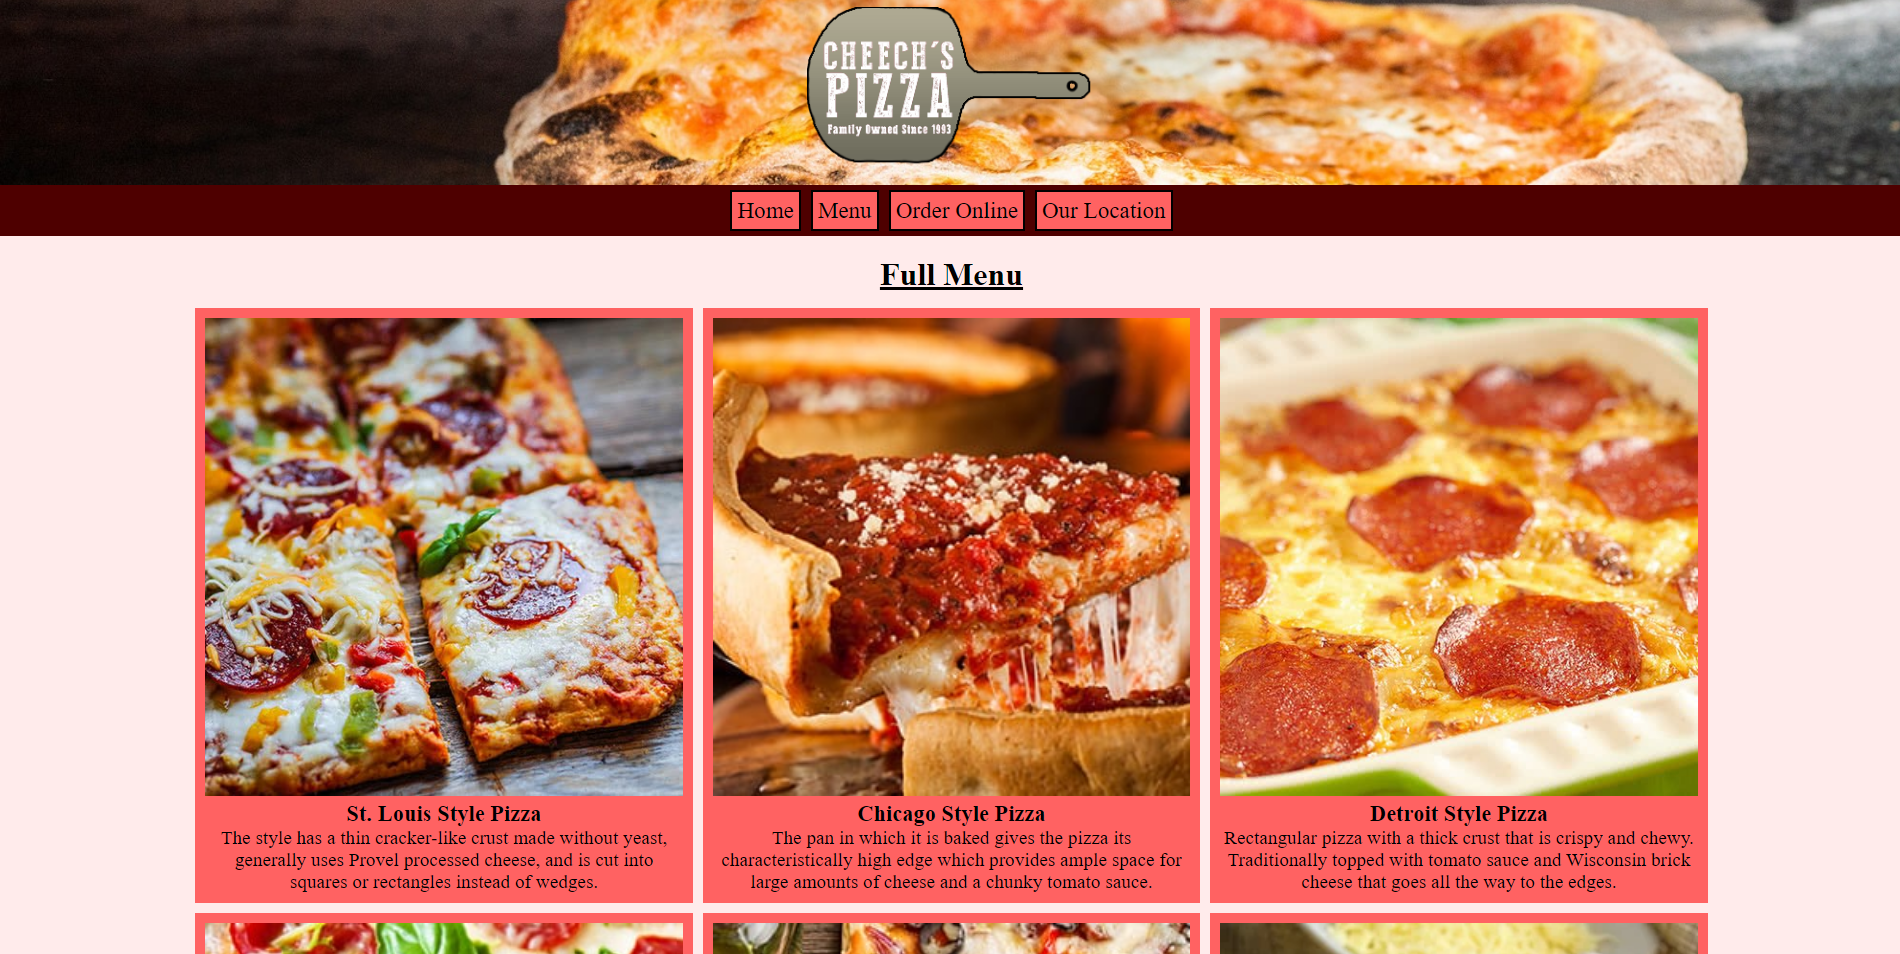 CHEECH'S
PIZZA
Family Owned Since 1993
Home Menu Order Online Our Location
Full Menu
St. Louis Style Pizza
The style has a thin cracker-like crust made without yeast,
generally uses Provel processed cheese, and is cut into
squares or rectangles instead of wedges.
Chicago Style Pizza
The pan in which it is baked gives the pizza its
characteristically high edge which provides ample space for
large amounts of cheese and a chunky tomato sauce.
Detroit Style Pizza
Rectangular pizza with a thick crust that is crispy and chewy.
Traditionally topped with tomato sauce and Wisconsin brick
cheese that goes all the way to the edges.